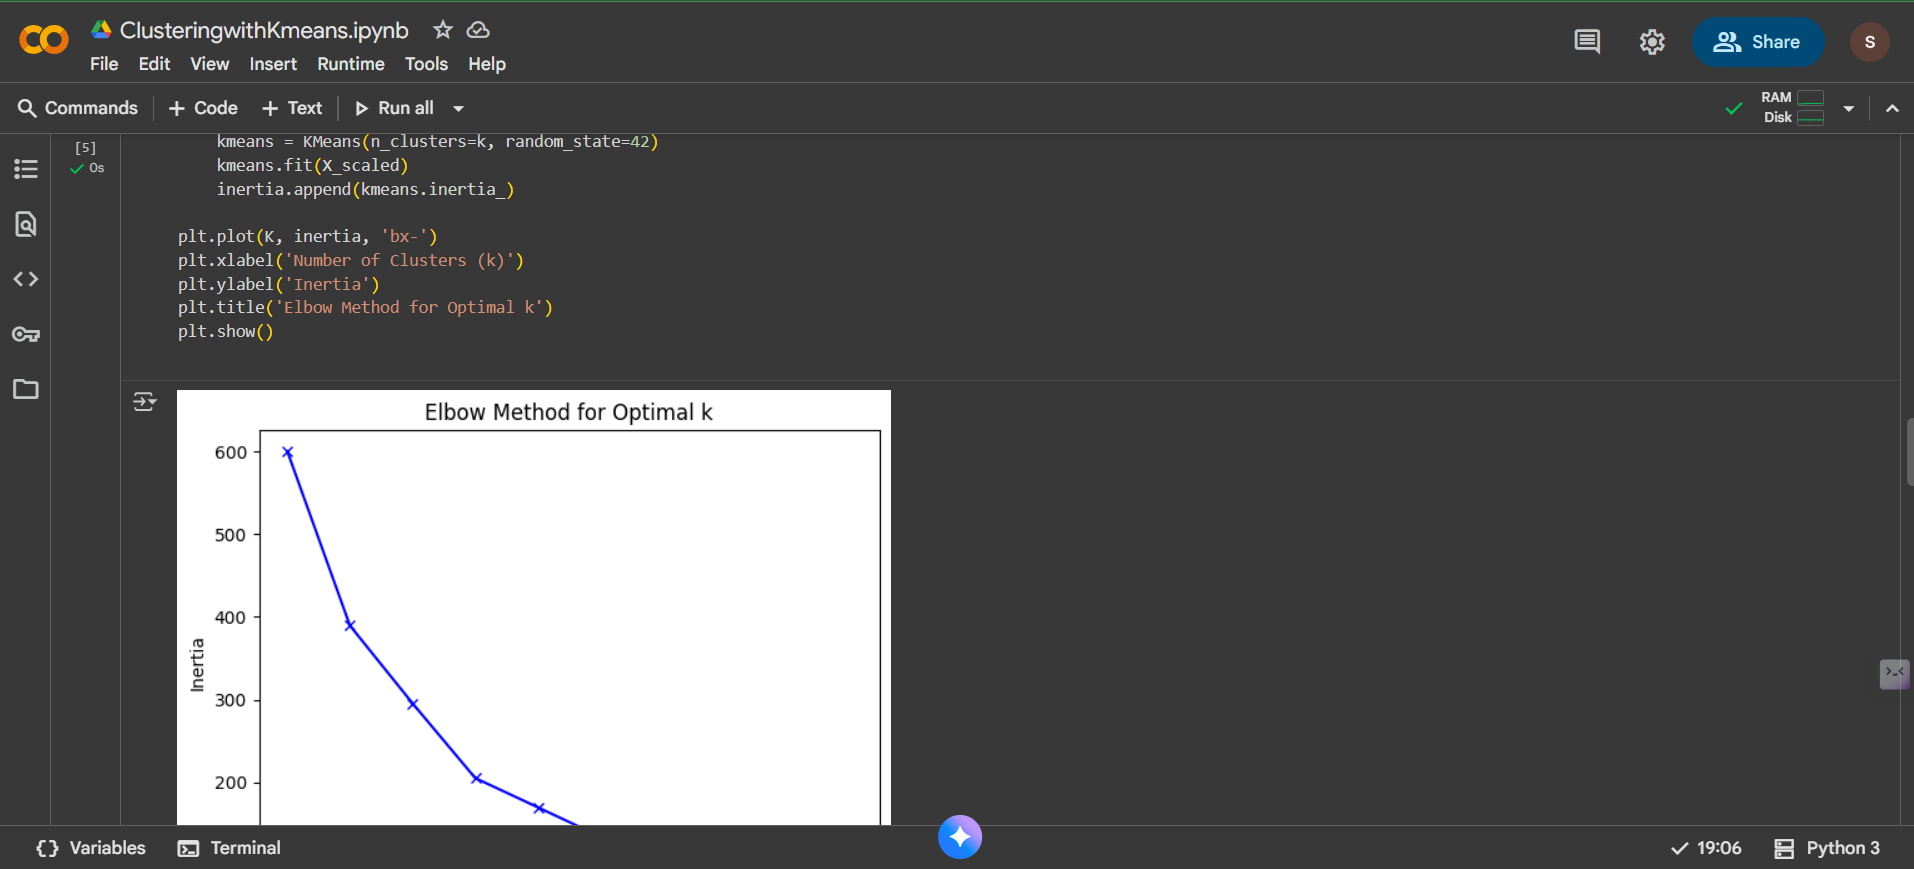 ClusteringwithKmeans.ipynb
File Edit View Insert Runtime Tools Help
Share
S
Commands + Code + Text Run all
RAM
Disk
[5]
0s
kmeans = KMeans(n_clusters=k, random_state=42)
kmeans.fit(X_scaled)
inertia.append(kmeans.inertia_)
plt.plot(K, inertia, 'bx-')
plt.xlabel('Number of Clusters (k)')
plt.ylabel('Inertia')
plt.title('Elbow Method for Optimal k')
plt.show()
Elbow Method for Optimal k
600
500
400
300
200
Inertia
{} Variables Terminal
19:06 Python 3